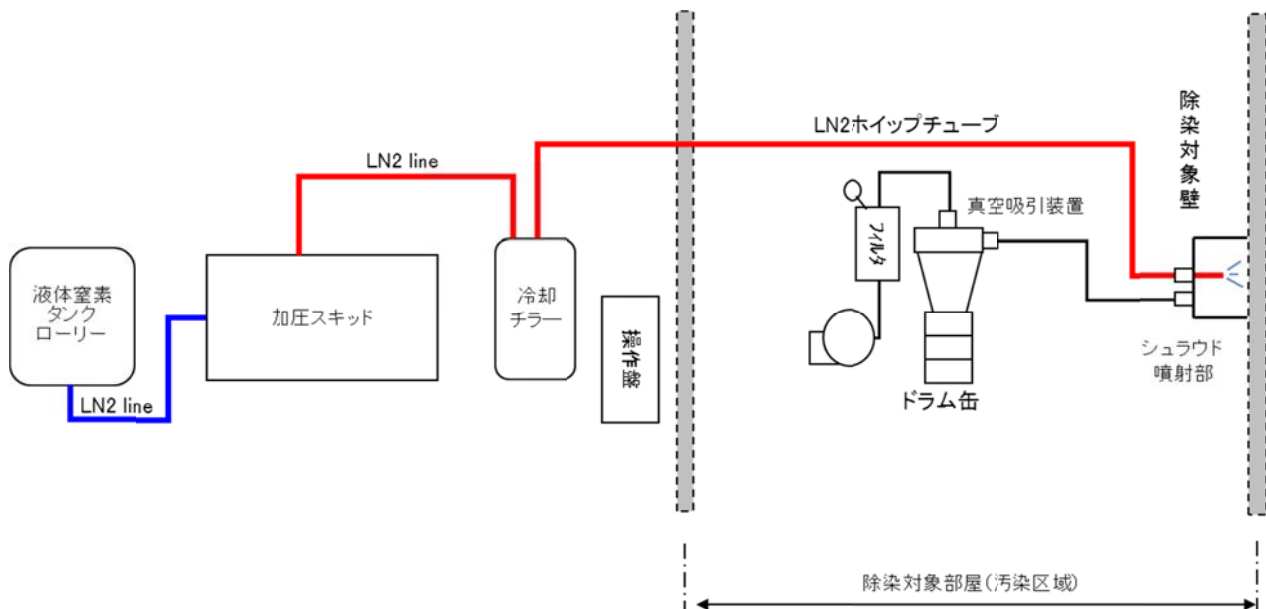 LN2ホイップチューブ
除染対象壁
LN2 line
真空吸引装置
フィルタ
液体窒素
タンク
ローリー
加圧スキッド
冷却
チラー
操作盤
シュラウド
噴射部
ドラム缶
LN2 line
除染対象部屋(汚染区域)